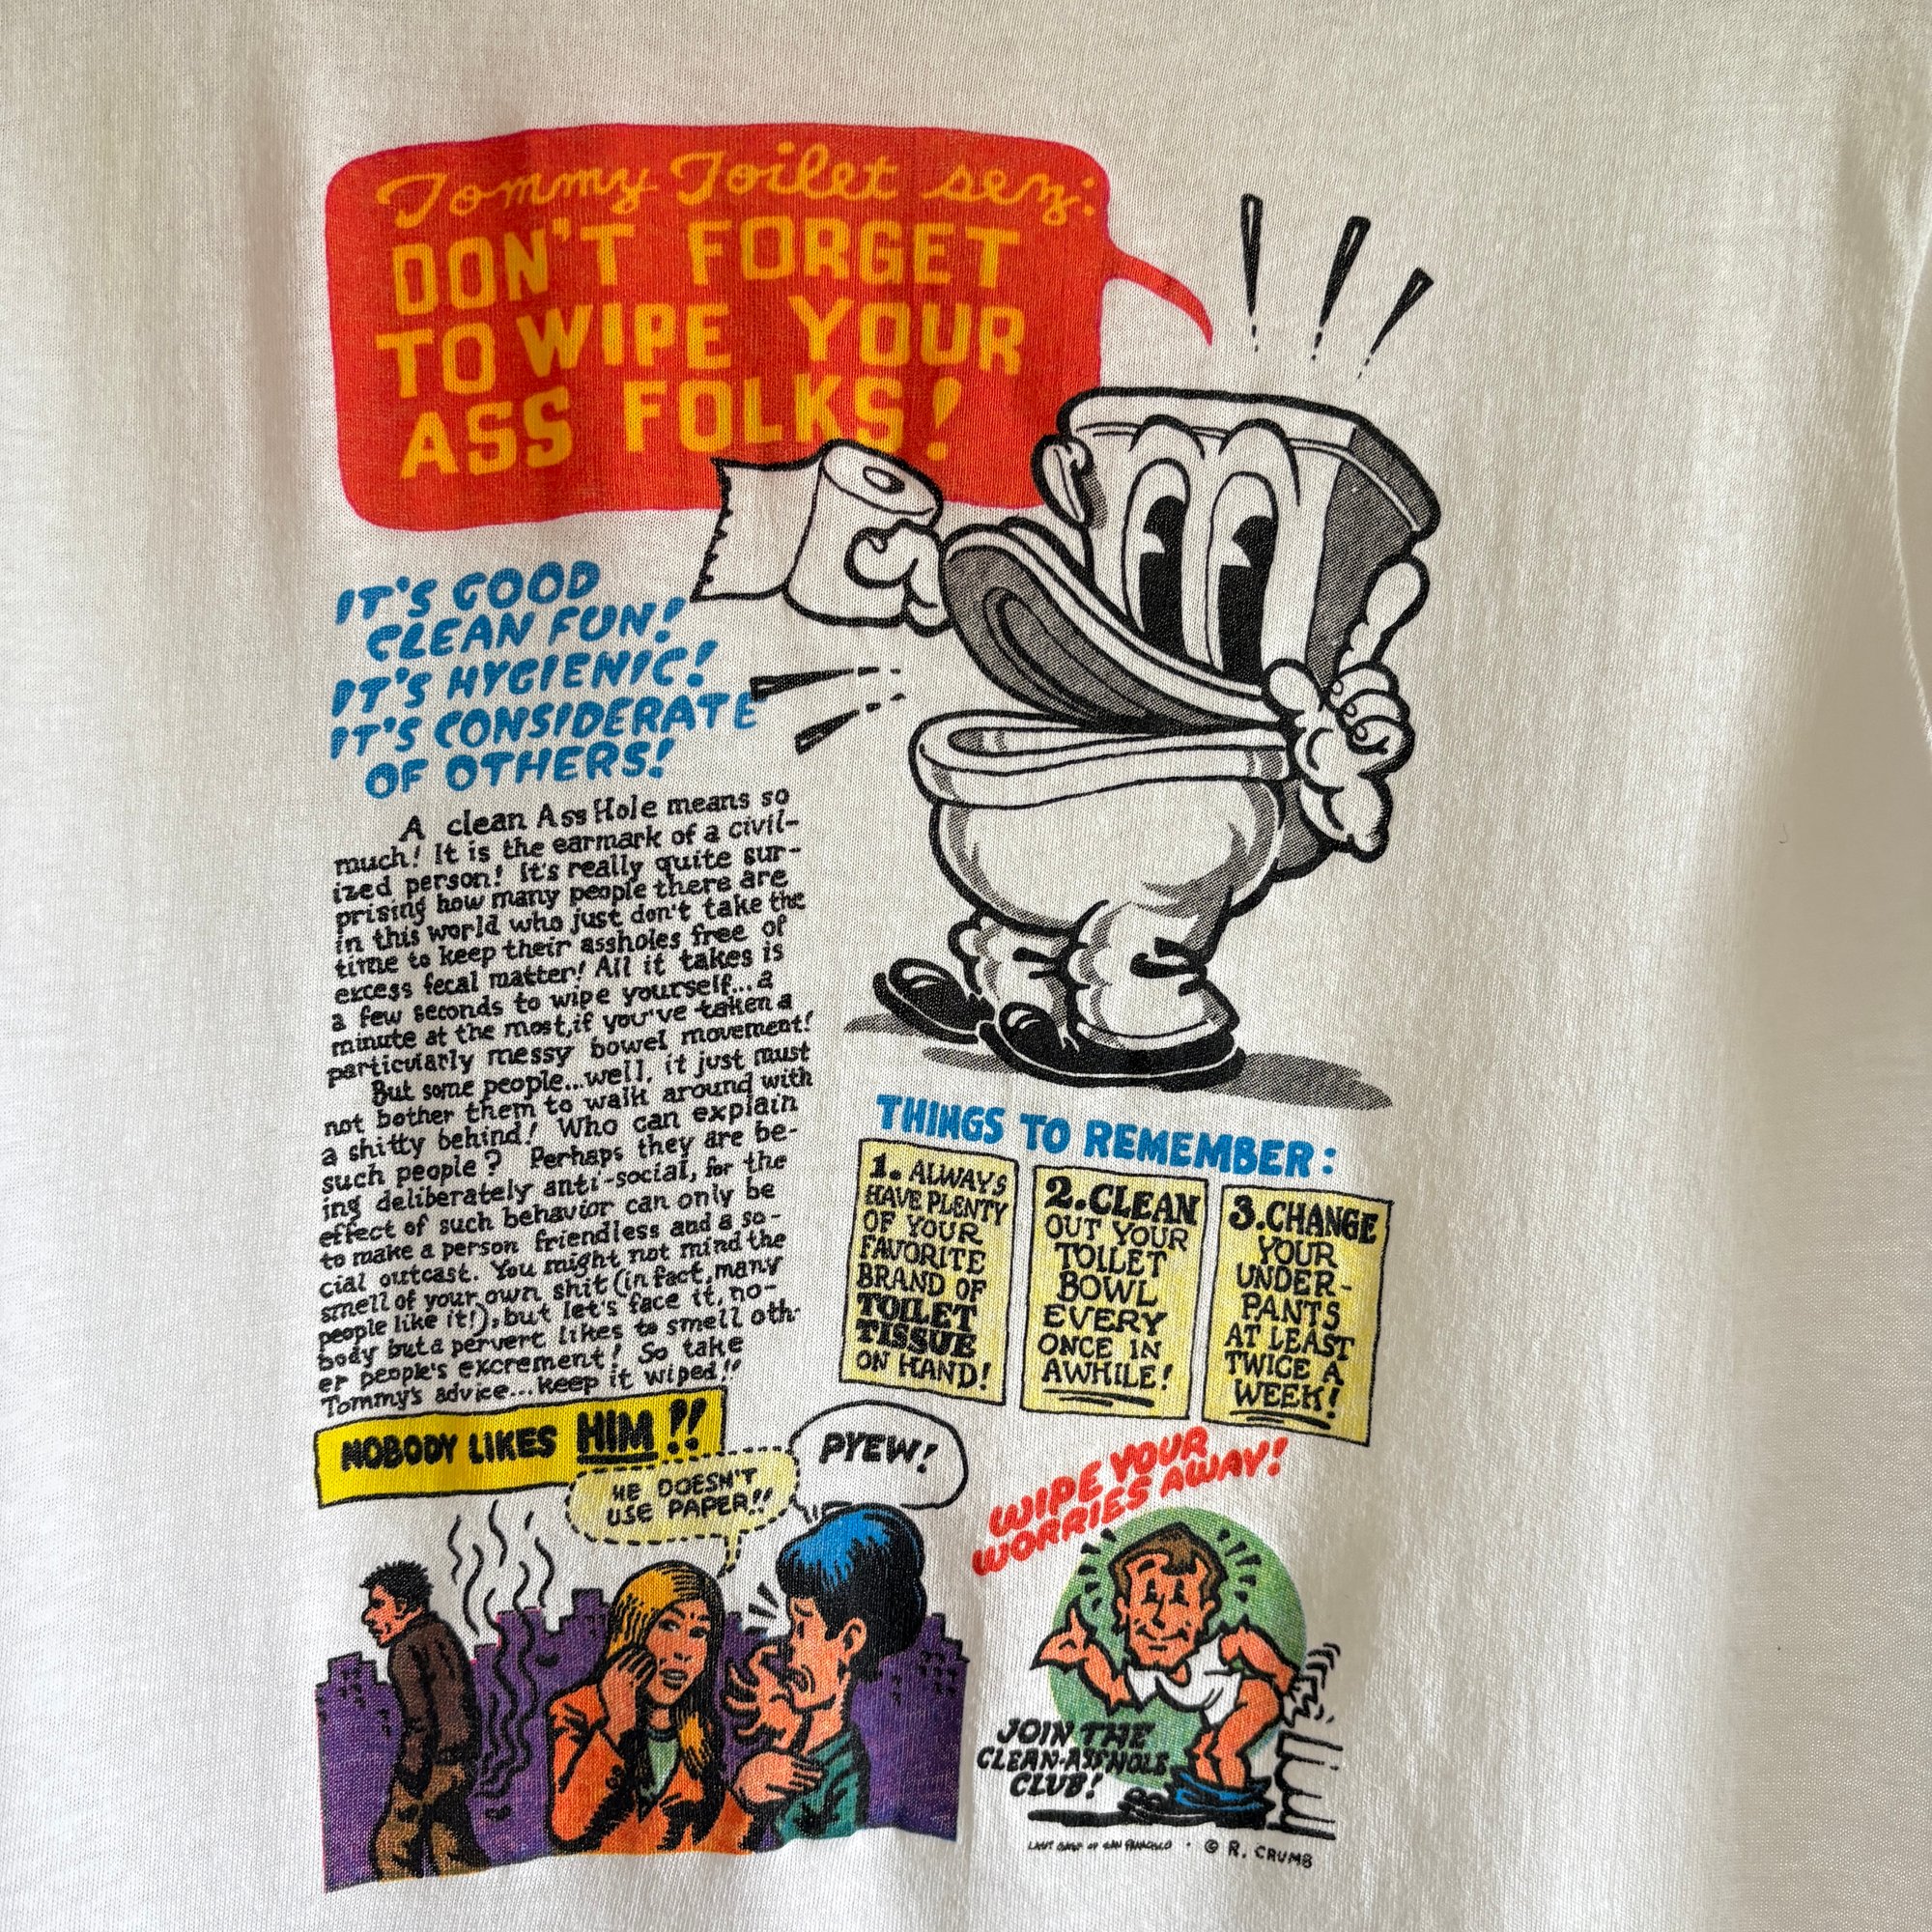 Tommy Toilet sez:
DON'T FORGET
TO WIPE YOUR
ASS FOLKS!
IT'S GOOD
CLEAN FUN!
IT'S HYGIENIC!
IT'S CONSIDERATE
OF OTHERS!
A clean Ass Hole means so
much! It is the earmark of a civil-
ized person! It's really quite sur-
prising how many people there are
in this world who just don't take the
time to keep their assholes free of
excess fecal matter! All it takes is
a few seconds to wipe yourself...a
minute at the most, if you've taken a
particularly messy bowel movement!
But some people...well, it just must
not bother them to walk around with
a shitty behind! Who can explain
such people? Perhaps they are be-
ing deliberately anti-social, for the
effect of such behavior can only be
to make a person friendless and a so-
cial outcast. You might not mind the
smell of your own shit (in fact, many
people like it!), but let's face it, no-
body but a pervert likes to smell oth-
er people's excrement! So take
Tommy's advice...keep it wiped!!
THINGS TO REMEMBER:
1. ALWAYS
HAVE PLENTY
OF YOUR
FAVORITE
BRAND OF
TOILET
TISSUE
ON HAND!
2. CLEAN
OUT YOUR
TOILET
BOWL
EVERY
ONCE IN
AWHILE!
3. CHANGE
YOUR
UNDER-
PANTS
AT LEAST
TWICE A
WEEK!
NOBODY LIKES HIM!!
HE DOESN'T
USE PAPER!!
PYEW!
WIPE YOUR
WORRIES AWAY!
JOIN THE
CLEAN-ASSHOLE
CLUB!
LAST GASP OF SAN FRANCISCO · © R. CRUMB